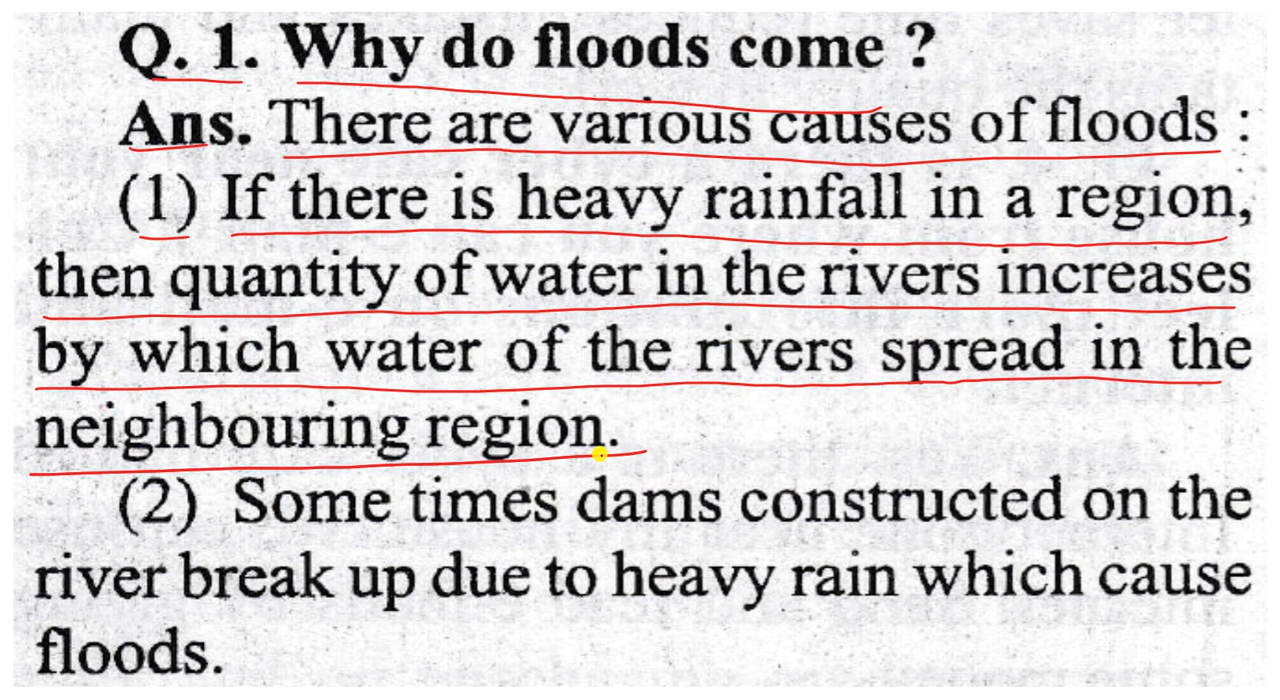 Q. 1. Why do floods come ?
Ans. There are various causes of floods :
(1) If there is heavy rainfall in a region,
then quantity of water in the rivers increases
by which water of the rivers spread in the
neighbouring region.
(2) Some times dams constructed on the
river break up due to heavy rain which cause
floods.